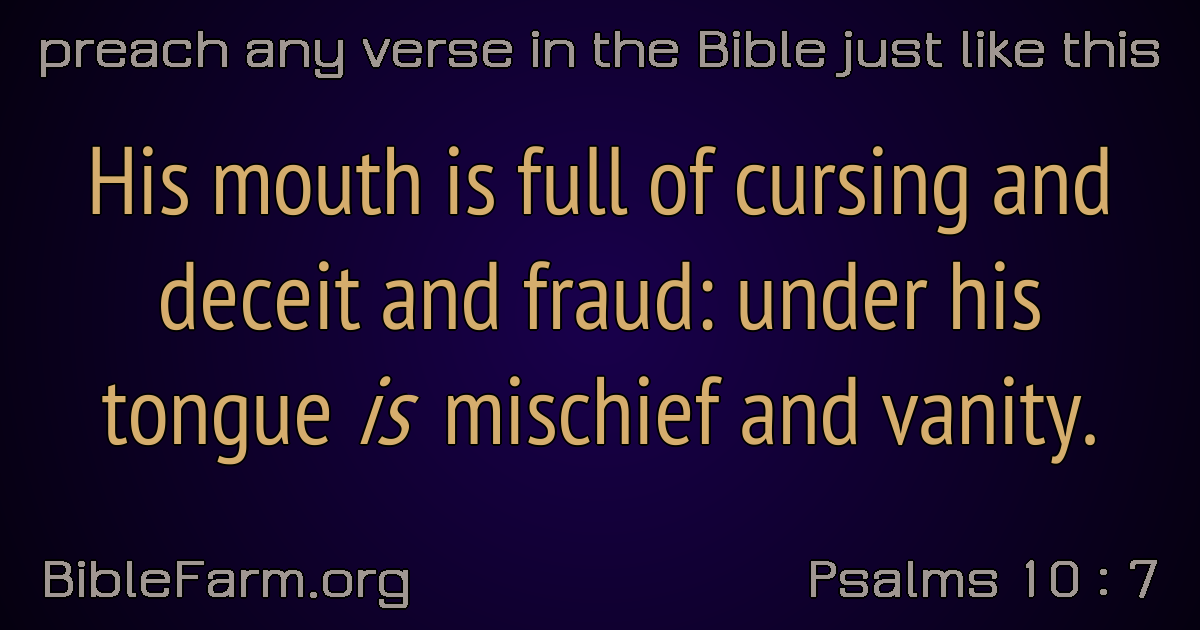 preach any verse in the Bible just like this
His mouth is full of cursing and
deceit and fraud: under his
tongue is mischief and vanity.
BibleFarm.org
Psalms 10 : 7